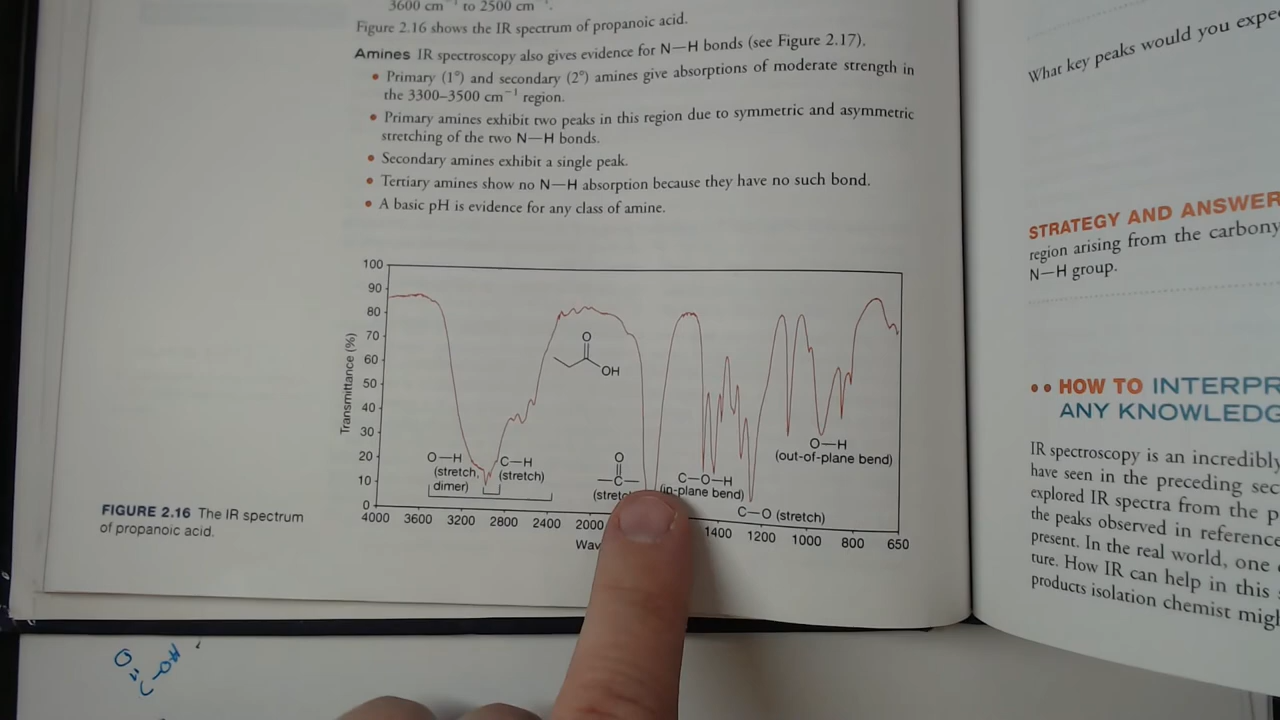 3600 cm⁻¹ to 2500 cm⁻¹.
Figure 2.16 shows the IR spectrum of propanoic acid.
Amines IR spectroscopy also gives evidence for N—H bonds (see Figure 2.17).
• Primary (1°) and secondary (2°) amines give absorptions of moderate strength in
the 3300–3500 cm⁻¹ region.
• Primary amines exhibit two peaks in this region due to symmetric and asymmetric
stretching of the two N—H bonds.
• Secondary amines exhibit a single peak.
• Tertiary amines show no N—H absorption because they have no such bond.
• A basic pH is evidence for any class of amine.
Transmittance (%)
100
90
80
70
60
50
40
30
20
10
0
O
OH
O—H
(stretch,
dimer)
C—H
(stretch)
O
—C—
C—O—H
(in-plane bend)
C—O (stretch)
O—H
(out-of-plane bend)
4000 3600 3200 2800 2400 2000 1400 1200 1000 800 650
FIGURE 2.16 The IR spectrum
of propanoic acid.
What key peaks would you
STRATEGY AND ANSWER
region arising from the
N—H group.
•• HOW TO
ANY
IR spectroscopy is an incredibly
have seen in the preceding
explored IR spectra from the
the peaks observed in
present. In the real world, one
ture. How IR can help in this
products isolation chemist